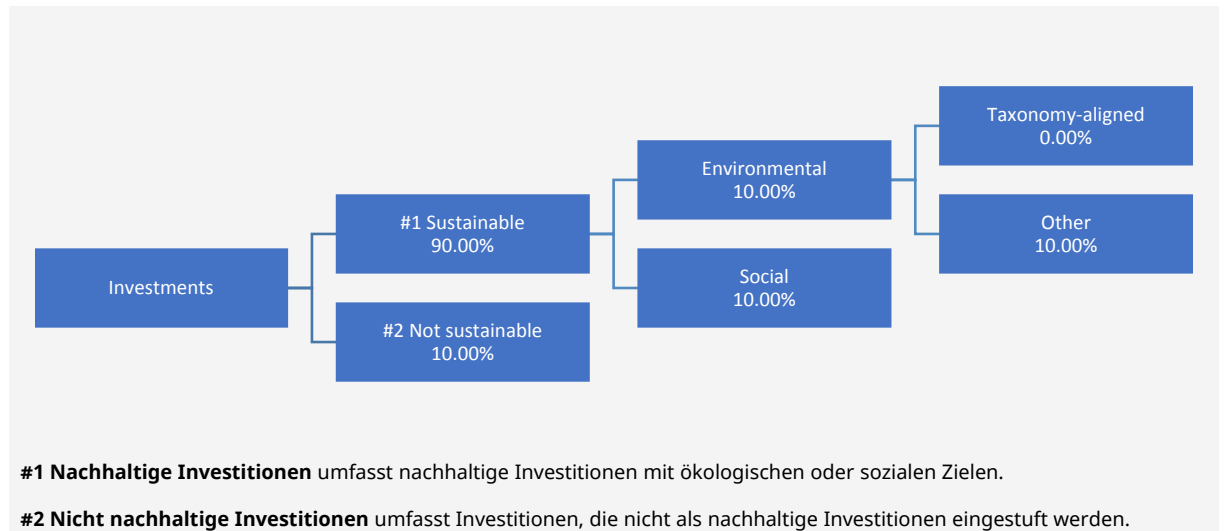 Investments
#1 Sustainable
90.00%
#2 Not sustainable
10.00%
Environmental
10.00%
Social
10.00%
Taxonomy-aligned
0.00%
Other
10.00%
#1 Nachhaltige Investitionen umfasst nachhaltige Investitionen mit ökologischen oder sozialen Zielen.
#2 Nicht nachhaltige Investitionen umfasst Investitionen, die nicht als nachhaltige Investitionen eingestuft werden.